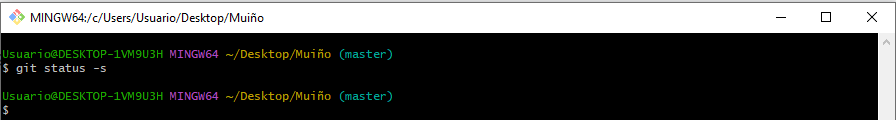 MINGW64:/c/Users/Usuario/Desktop/Muiño
Usuario@DESKTOP-1VM9U3H MINGW64 ~/Desktop/Muiño (master)
$ git status -s
Usuario@DESKTOP-1VM9U3H MINGW64 ~/Desktop/Muiño (master)
$